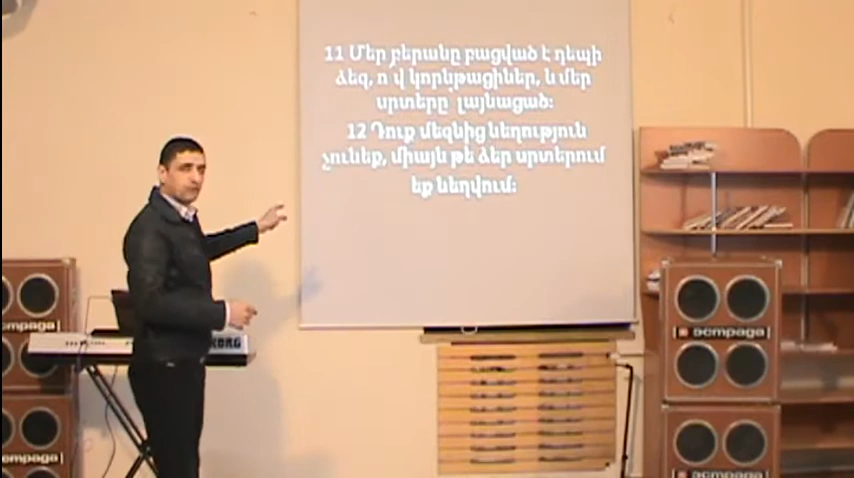 11 Մեր բերանը բացված է դեպի
ձեզ, ո՛վ կորնթացիներ, և մեր
սրտերը՝ լայնացած։
12 Դուք մեզնից նեղություն
չունեք, միայն թե ձեր սրտերում
եք նեղվում։
KORG
эстрада
эстрада
эстрада
эстрада